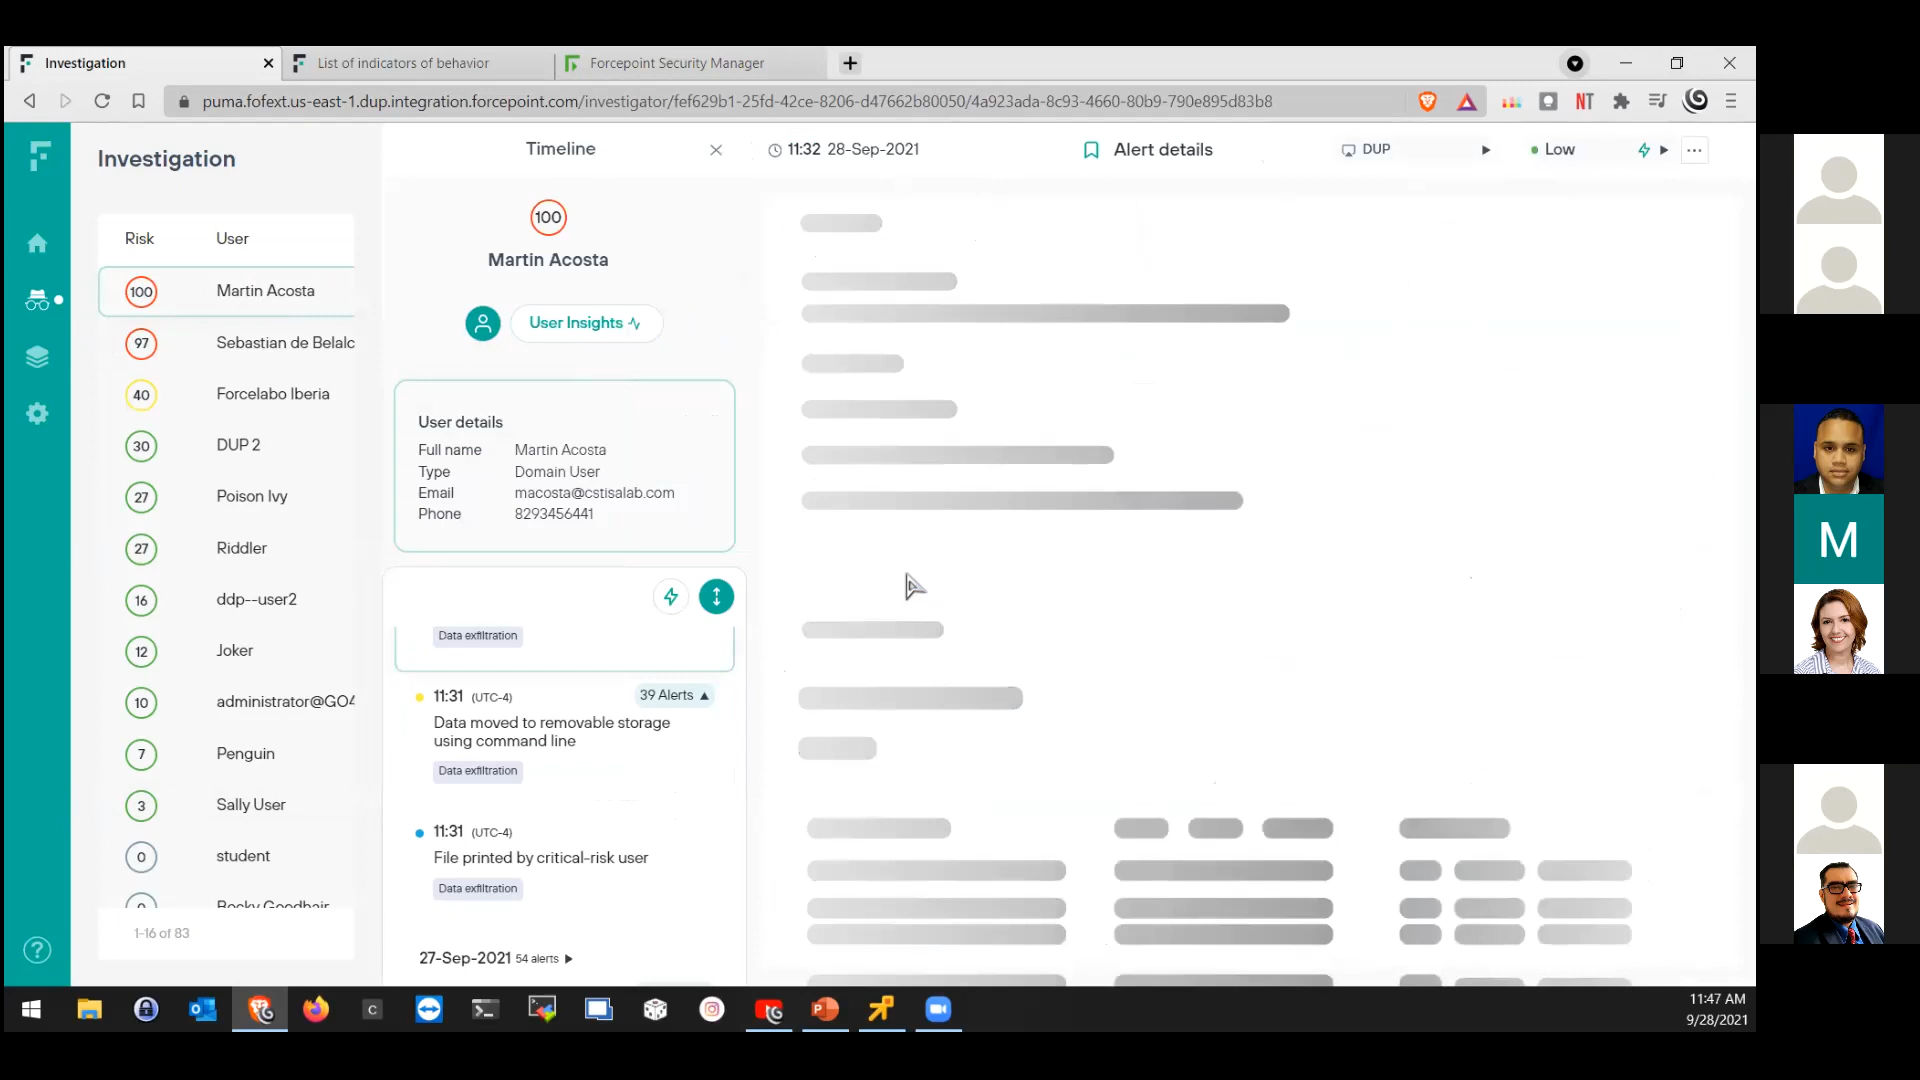 Investigation
List of indicators of behavior
Forcepoint Security Manager
puma.fofext.us-east-1.dup.integration.forcepoint.com/investigator/fef629b1-25fd-42ce-8206-d47662b80050/4a923ada-8c93-4660-80b9-790e895d83b8
NT
Investigation
Risk User
100 Martin Acosta
97 Sebastian de Belalc
40 Forcelabo Iberia
30 DUP 2
27 Poison Ivy
27 Riddler
16 ddp--user2
12 Joker
10 administrator@GO4
7 Penguin
3 Sally User
0 student
0 Becky Goodhair
1-16 of 83
Timeline
100
Martin Acosta
User Insights
User details
Full name Martin Acosta
Type Domain User
Email macosta@cstisalab.com
Phone 8293456441
Data exfiltration
11:31 (UTC-4) 39 Alerts
Data moved to removable storage
using command line
Data exfiltration
11:31 (UTC-4)
File printed by critical-risk user
Data exfiltration
27-Sep-2021 54 alerts
11:32 28-Sep-2021
Alert details
DUP
Low
M
11:47 AM
9/28/2021